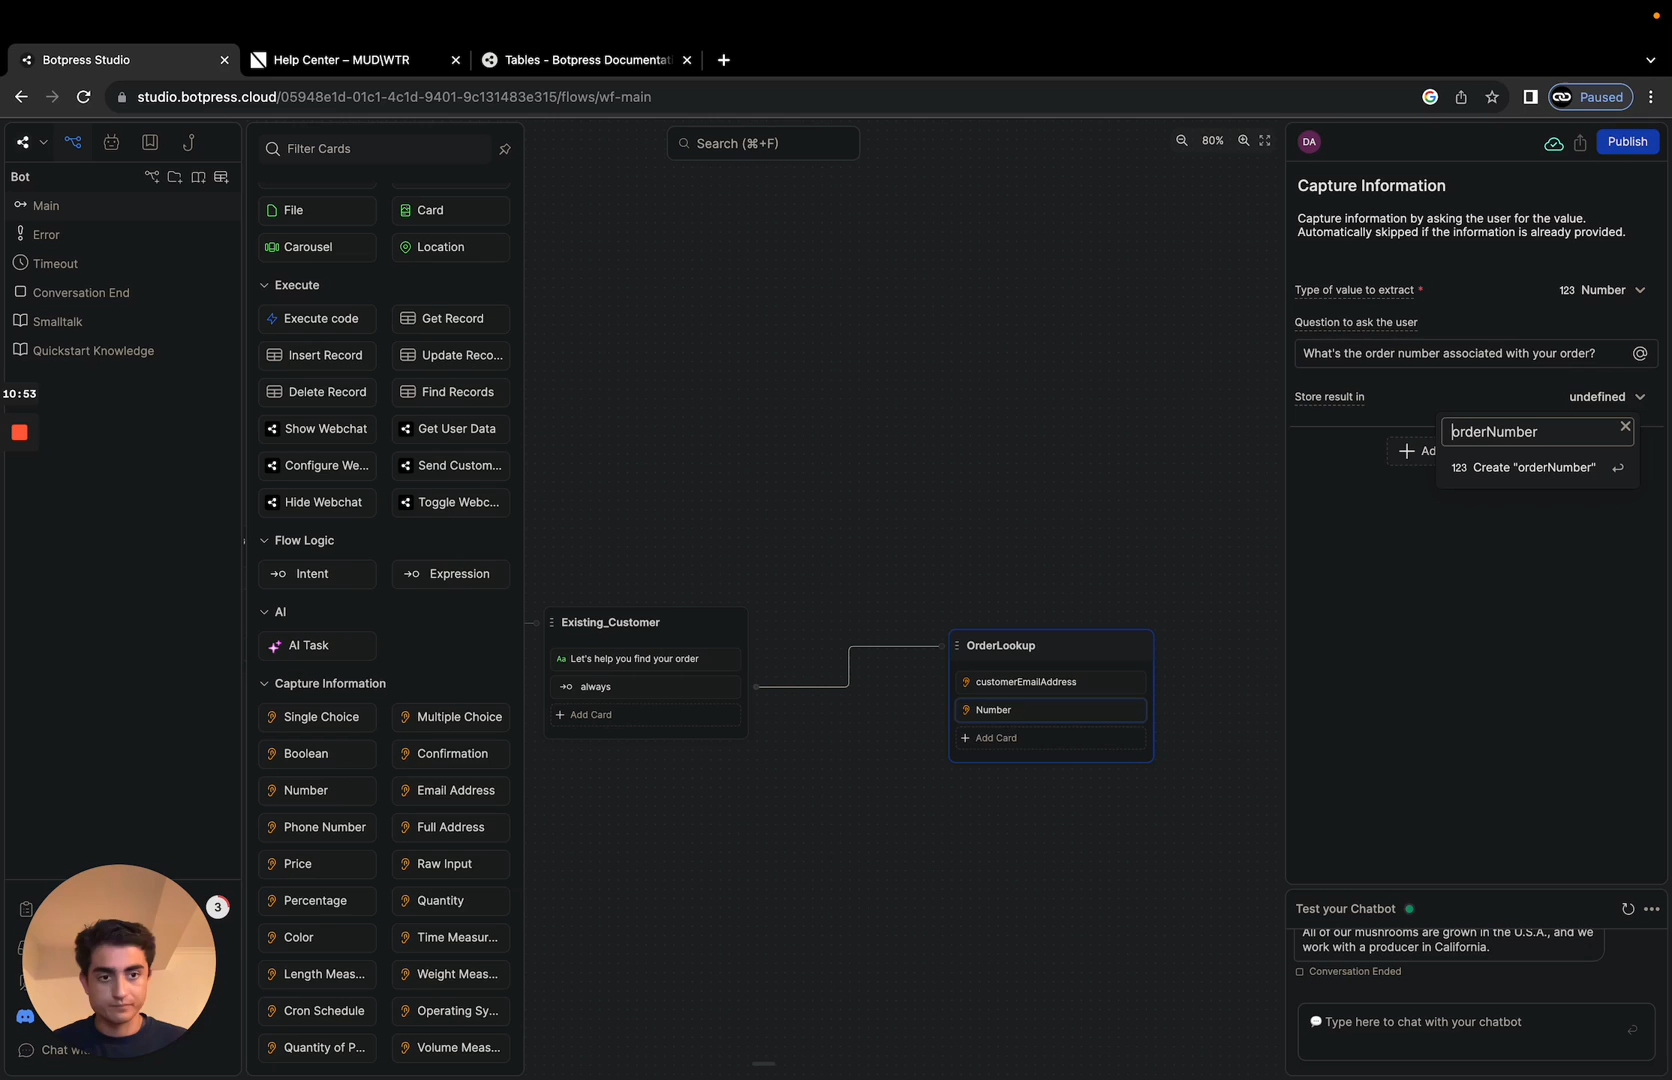 Botpress Studio
Help Center – MUD\WTR
Tables - Botpress Documentati
studio.botpress.cloud/05948e1d-01c1-4c1d-9401-9c131483e315/flows/wf-main
Paused
Bot
Main
Error
Timeout
Conversation End
Smalltalk
Quickstart Knowledge
10:53
3
Chat wi
Filter Cards
File
Card
Carousel
Location
Execute
Execute code
Get Record
Insert Record
Update Reco...
Delete Record
Find Records
Show Webchat
Get User Data
Configure We...
Send Custom...
Hide Webchat
Toggle Webc...
Flow Logic
Intent
Expression
AI
AI Task
Capture Information
Single Choice
Multiple Choice
Boolean
Confirmation
Number
Email Address
Phone Number
Full Address
Price
Raw Input
Percentage
Quantity
Color
Time Measur...
Length Meas...
Weight Meas...
Cron Schedule
Operating Sy...
Quantity of P...
Volume Meas...
Search (⌘+F)
80%
Existing_Customer
Aa Let's help you find your order
always
Add Card
OrderLookup
customerEmailAddress
Number
Add Card
DA
Publish
Capture Information
Capture information by asking the user for the value.
Automatically skipped if the information is already provided.
Type of value to extract *
123 Number
Question to ask the user
What's the order number associated with your order?
@
Store result in
undefined
orderNumber
Ad
123 Create "orderNumber"
Test your Chatbot
All of our mushrooms are grown in the U.S.A., and we
work with a producer in California.
Conversation Ended
💬 Type here to chat with your chatbot